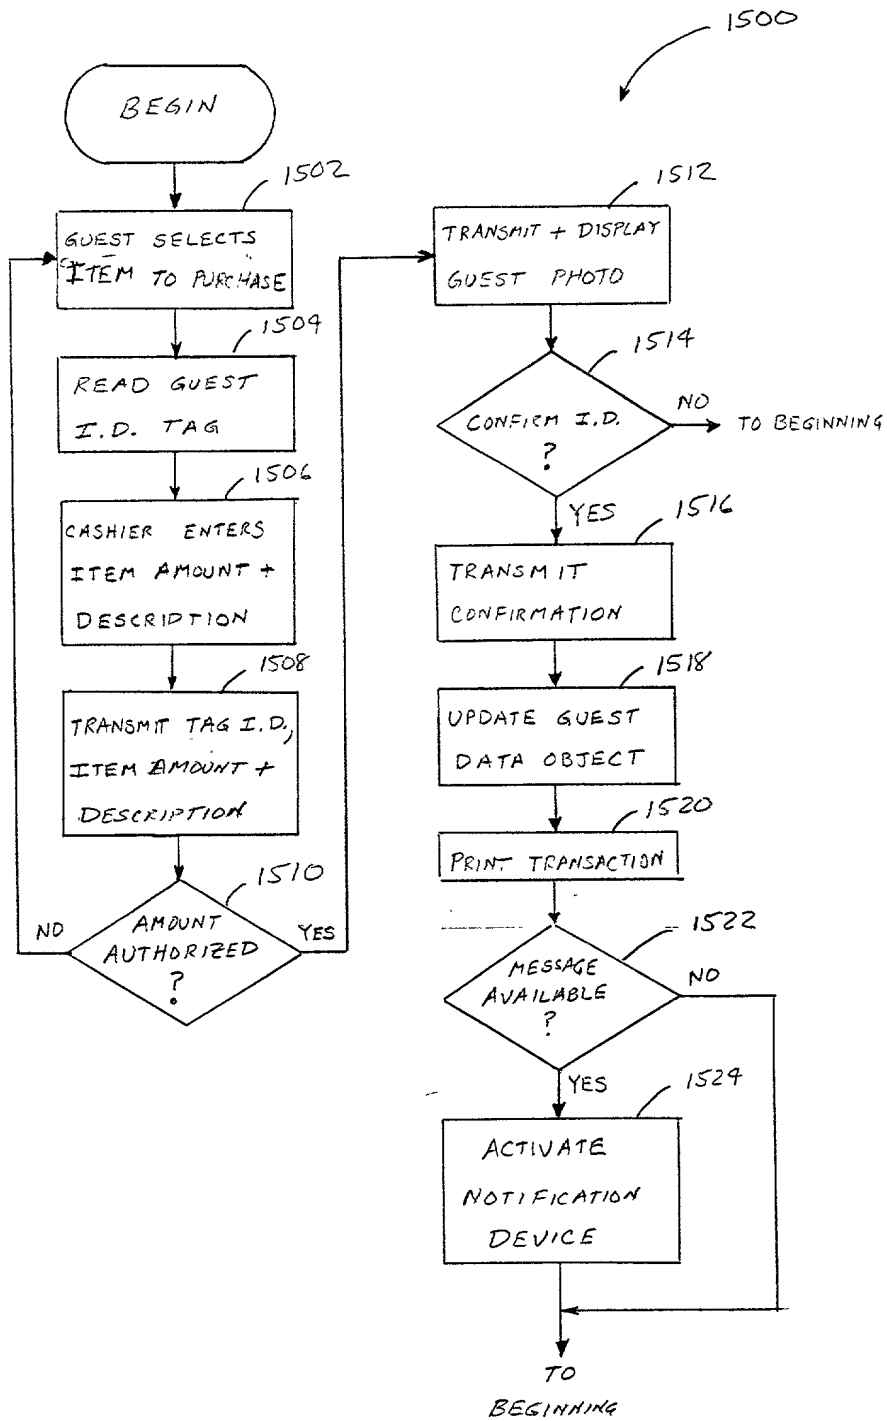 1500
BEGIN
1502
GUEST SELECTS
ITEM TO PURCHASE
1504
READ GUEST
I.D. TAG
1506
CASHIER ENTERS
ITEM AMOUNT +
DESCRIPTION
1508
TRANSMIT TAG I.D.,
ITEM AMOUNT +
DESCRIPTION
1510
AMOUNT
AUTHORIZED
?
NO
YES
1512
TRANSMIT + DISPLAY
GUEST PHOTO
1514
CONFIRM I.D.
?
NO
TO BEGINNING
YES
1516
TRANSMIT
CONFIRMATION
1518
UPDATE GUEST
DATA OBJECT
1520
PRINT TRANSACTION
1522
MESSAGE
AVAILABLE
?
NO
YES
1524
ACTIVATE
NOTIFICATION
DEVICE
TO
BEGINNING